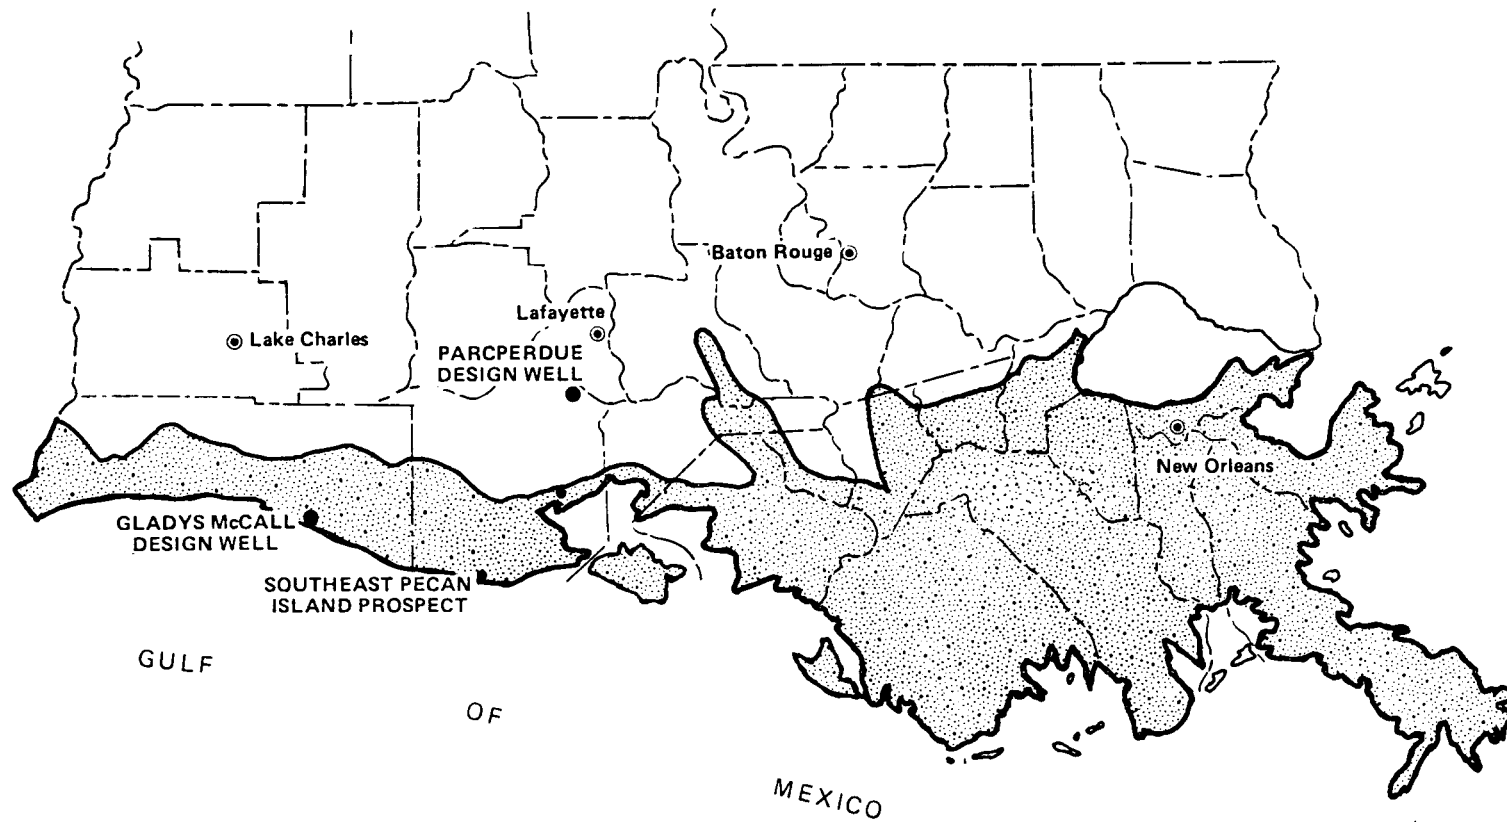 Baton Rouge
Lafayette
Lake Charles
PARCPERDUE
DESIGN WELL
New Orleans
GLADYS McCALL
DESIGN WELL
SOUTHEAST PECAN
ISLAND PROSPECT
GULF
OF
MEXICO